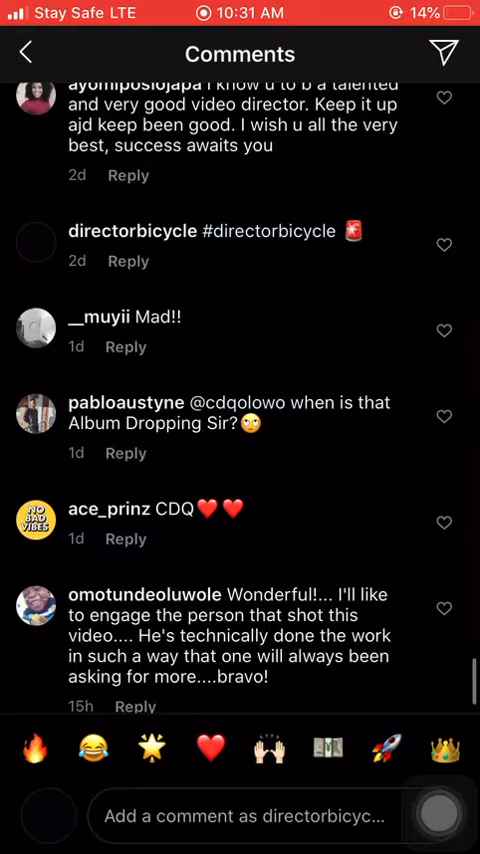 Stay Safe LTE 10:31 AM 14%
Comments
ayomiposiojapa I know u to b a talented
and very good video director. Keep it up
ajd keep been good. I wish u all the very
best, success awaits you
2d Reply
directorbicycle #directorbicycle 🚨
2d Reply
__muyii Mad!!
1d Reply
pabloaustyne @cdqolowo when is that
Album Dropping Sir?🙄
1d Reply
NO
BAD
VIBES
ace_prinz CDQ❤️❤️
1d Reply
omotundeoluwole Wonderful!... I'll like
to engage the person that shot this
video.... He's technically done the work
in such a way that one will always been
asking for more....bravo!
15h Reply
🔥 😂 🌟 ❤️ 🙌🏻 💵 🚀 👑
Add a comment as directorbicyc...